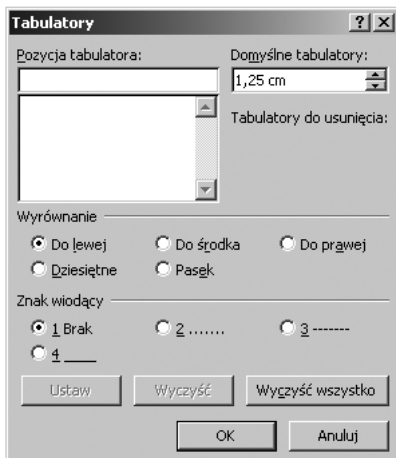 Tabulatory
Pozycja tabulatora: Domyślne tabulatory:
1,25 cm
Tabulatory do usunięcia:
Wyrównanie
Do lewej Do środka Do prawej
Dziesiętne Pasek
Znak wiodący
1 Brak 2 ....... 3 -------
4 ____
Ustaw Wyczyść Wyczyść wszystko
OK Anuluj